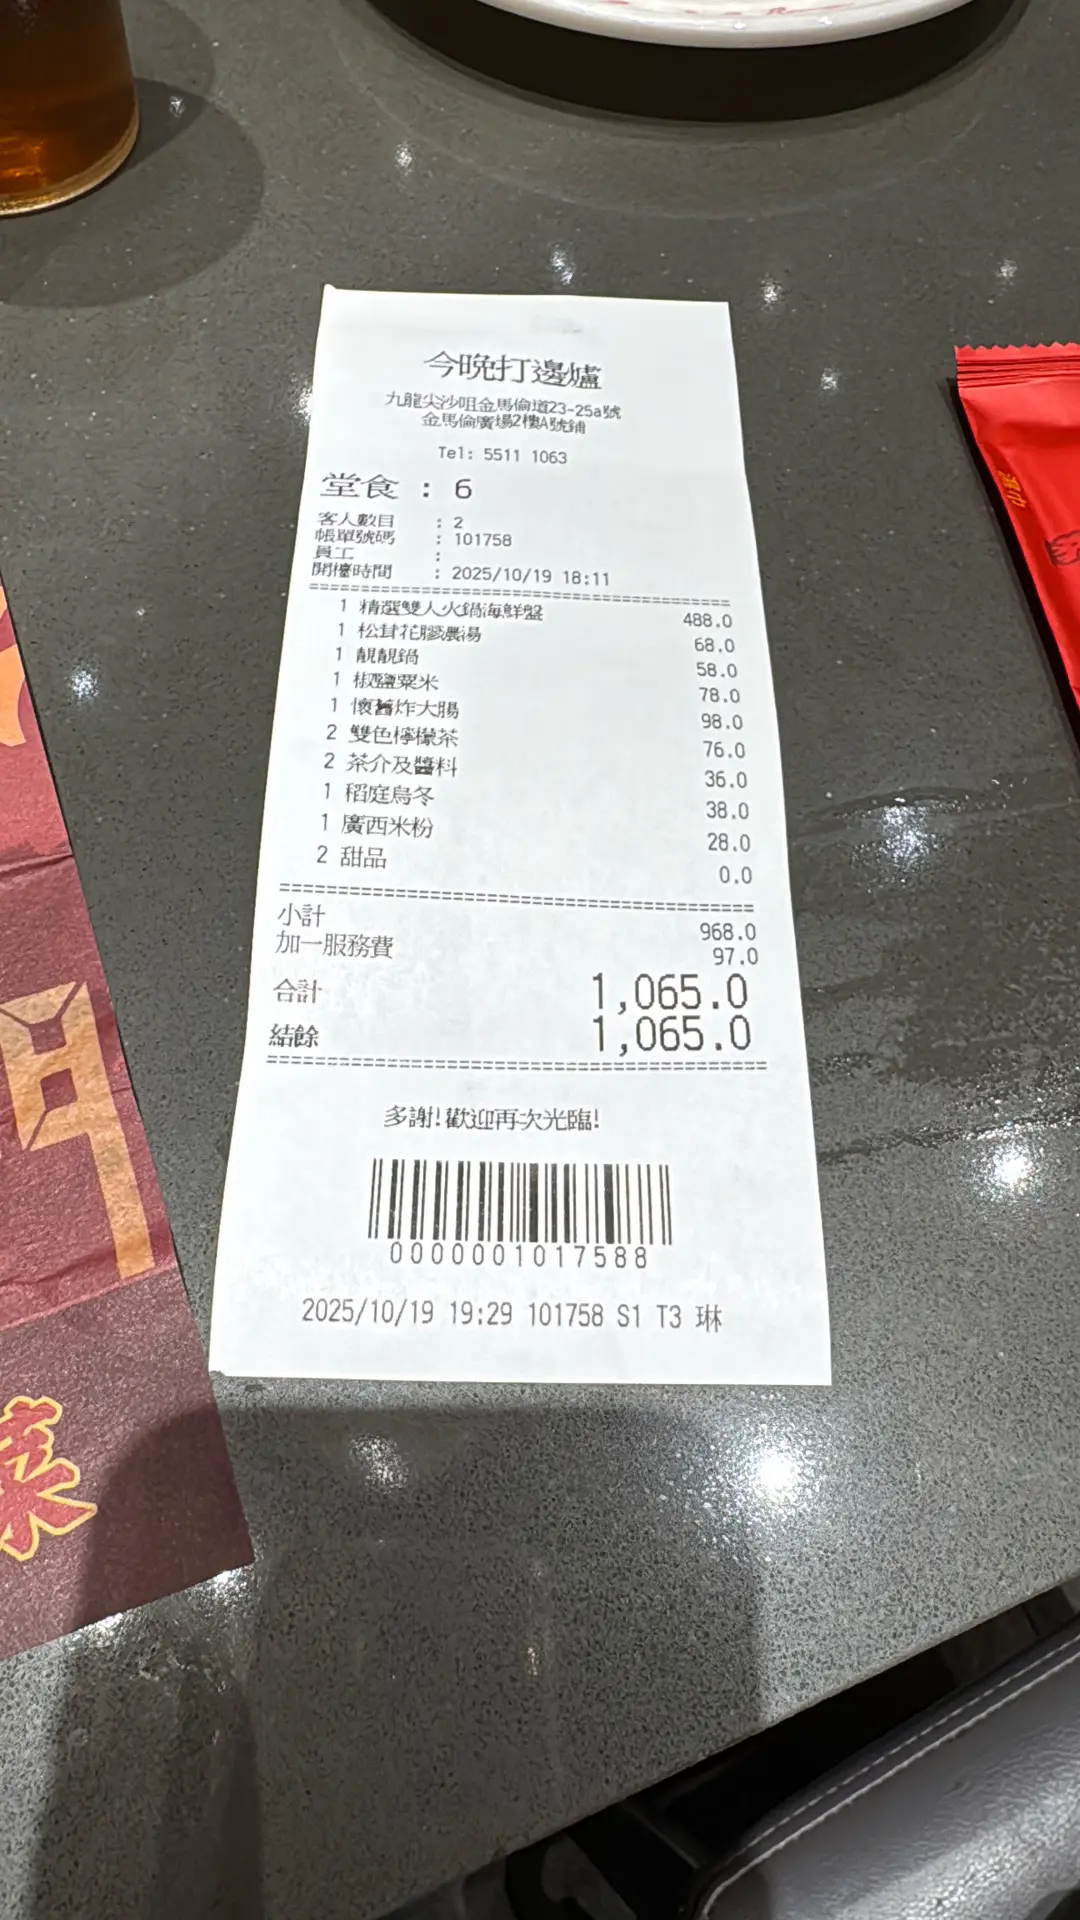 今晚打邊爐
九龍尖沙咀金馬倫道23-25a號
金馬倫廣場2樓A號鋪
Tel: 5511 1063
堂食 : 6
客人數目 : 2
帳單號碼 : 101758
員工 :
開檯時間 : 2025/10/19 18:11
1 精選雙人火鍋海鮮盤 488.0
1 松茸花膠濃湯 68.0
1 靚靚鍋 58.0
1 椒鹽粟米 78.0
1 懷舊炸大腸 98.0
2 雙色檸檬茶 76.0
2 茶介及醬料 36.0
1 稻庭烏冬 38.0
1 廣西米粉 28.0
2 甜品 0.0
小計 968.0
加一服務費 97.0
合計 1,065.0
結餘 1,065.0
多謝!歡迎再次光臨!
0000001017588
2025/10/19 19:29 101758 S1 T3 琳
菜